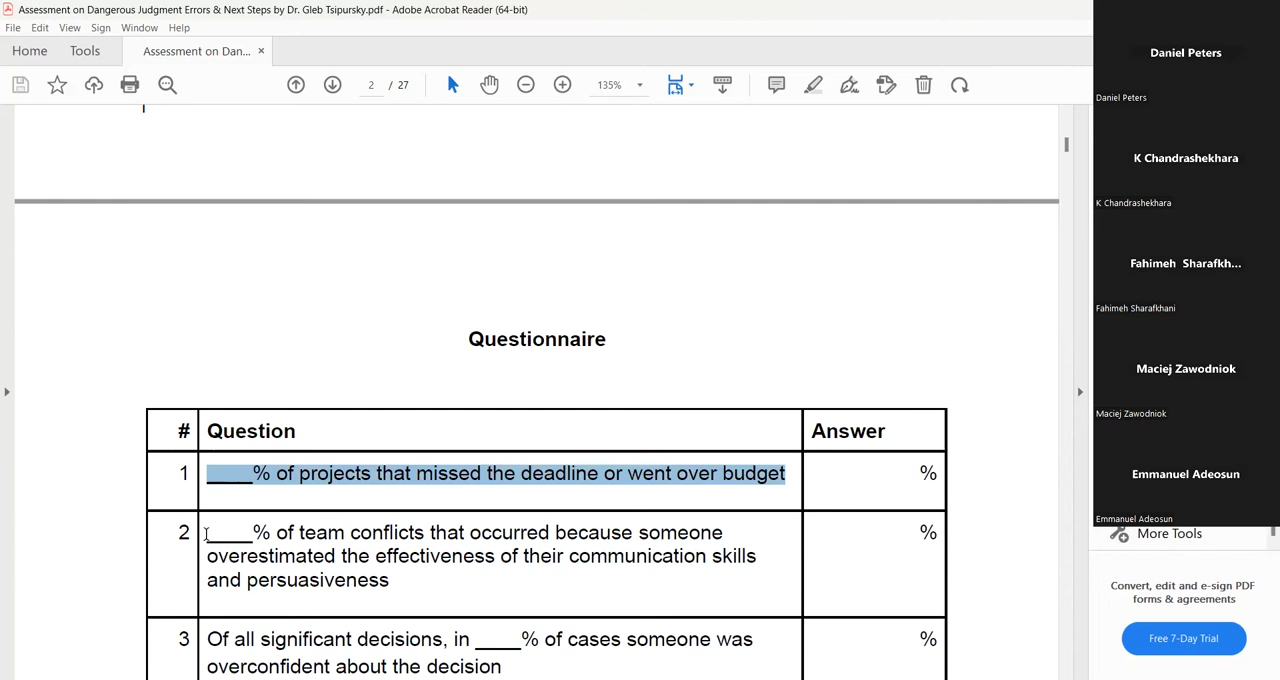 Assessment on Dangerous Judgment Errors & Next Steps by Dr. Gleb Tsipursky.pdf - Adobe Acrobat Reader (64-bit)
File Edit View Sign Window Help
Home Tools Assessment on Dan... ×
2 / 27 135%
Questionnaire
# Question Answer
1 ____% of projects that missed the deadline or went over budget %
2 ____% of team conflicts that occurred because someone %
overestimated the effectiveness of their communication skills
and persuasiveness
3 Of all significant decisions, in ____% of cases someone was %
overconfident about the decision
Daniel Peters
Daniel Peters
K Chandrashekhara
K Chandrashekhara
Fahimeh Sharafkh...
Fahimeh Sharafkhani
Maciej Zawodniok
Maciej Zawodniok
Emmanuel Adeosun
Emmanuel Adeosun
More Tools
Convert, edit and e-sign PDF
forms & agreements
Free 7-Day Trial